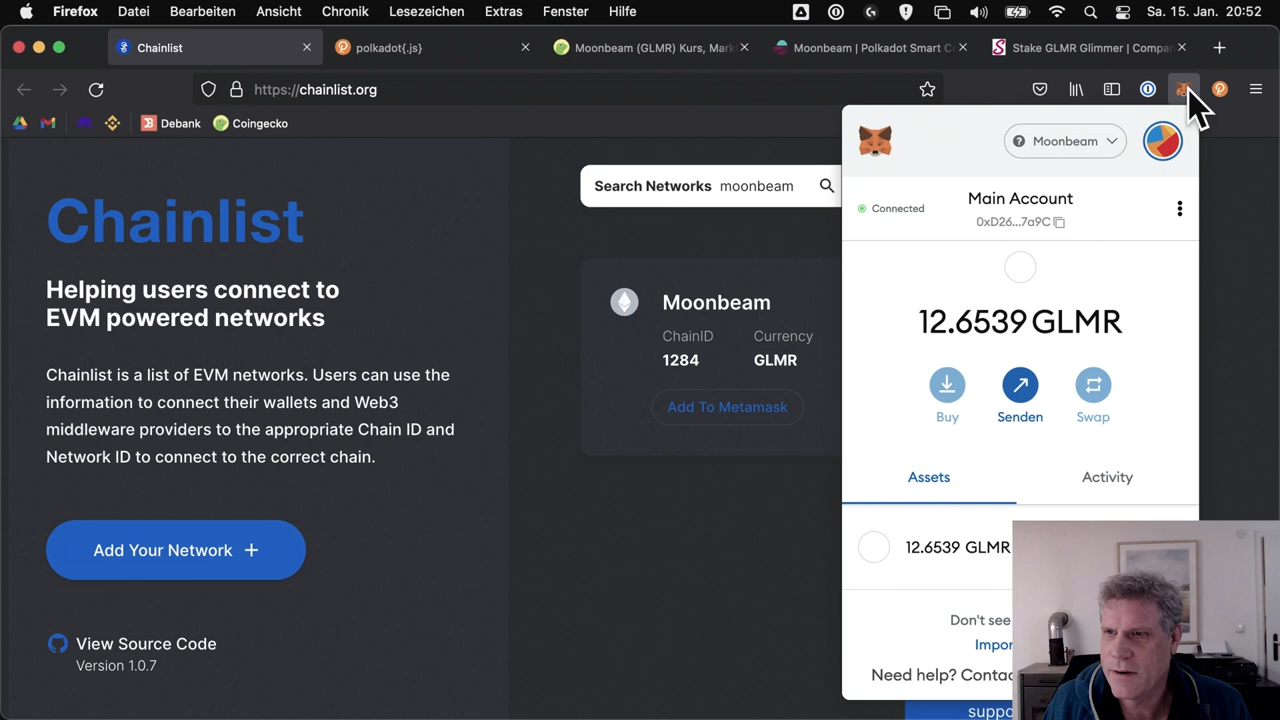 Firefox Datei Bearbeiten Ansicht Chronik Lesezeichen Extras Fenster Hilfe Sa. 15. Jan. 20:52
Chainlist polkadot{.js} Moonbeam (GLMR) Kurs, Mark Moonbeam | Polkadot Smart Co Stake GLMR Glimmer | Compa
https://chainlist.org
Debank Coingecko
Moonbeam
Search Networks moonbeam
Connected Main Account
0xD26...7a9C
Chainlist
Helping users connect to
EVM powered networks
Moonbeam
ChainID Currency
1284 GLMR
Add To Metamask
12.6539 GLMR
Buy Senden Swap
Chainlist is a list of EVM networks. Users can use the
information to connect their wallets and Web3
middleware providers to the appropriate Chain ID and
Network ID to connect to the correct chain.
Assets Activity
Add Your Network +
12.6539 GLMR
View Source Code
Version 1.0.7
Don't see
Impor
Need help? Contac
suppo